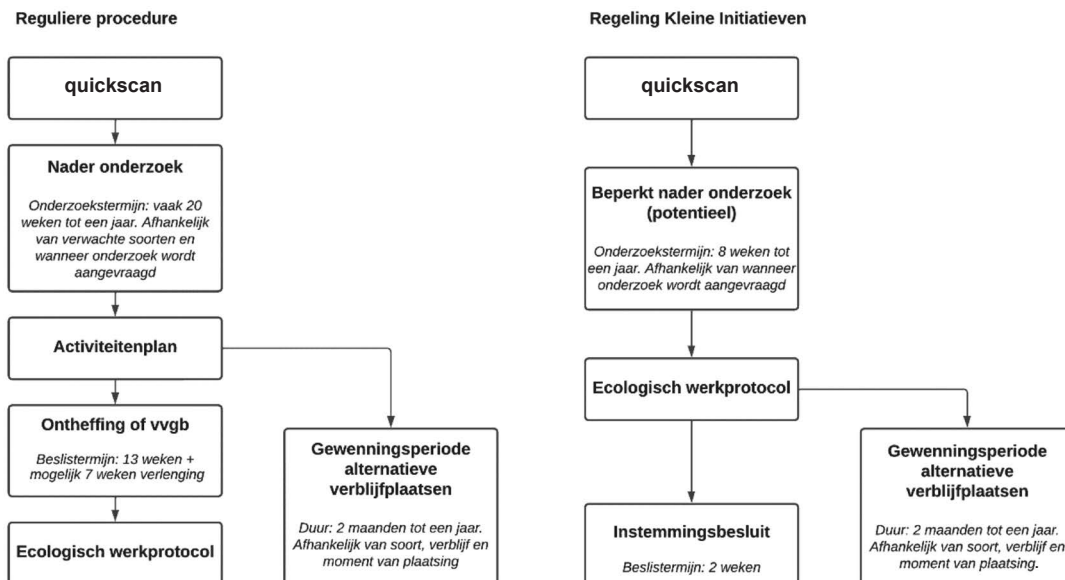 Reguliere procedure
quickscan
Nader onderzoek
Onderzoekstermijn: vaak 20
weken tot een jaar. Afhankelijk
van verwachte soorten en
wanneer onderzoek wordt
aangevraagd
Activiteitenplan
Ontheffing of vvgb
Beslistermijn: 13 weken +
mogelijk 7 weken verlenging
Ecologisch werkprotocol
Gewenningsperiode
alternatieve
verblijfplaatsen
Duur: 2 maanden tot een jaar.
Afhankelijk van soort, verblijf en
moment van plaatsing
Regeling Kleine Initiatieven
quickscan
Beperkt nader onderzoek
(potentieel)
Onderzoekstermijn: 8 weken tot
een jaar. Afhankelijk van wanneer
onderzoek wordt aangevraagd
Ecologisch werkprotocol
Instemmingsbesluit
Beslistermijn: 2 weken
Gewenningsperiode
alternatieve
verblijfplaatsen
Duur: 2 maanden tot een jaar.
Afhankelijk van soort, verblijf en
moment van plaatsing.